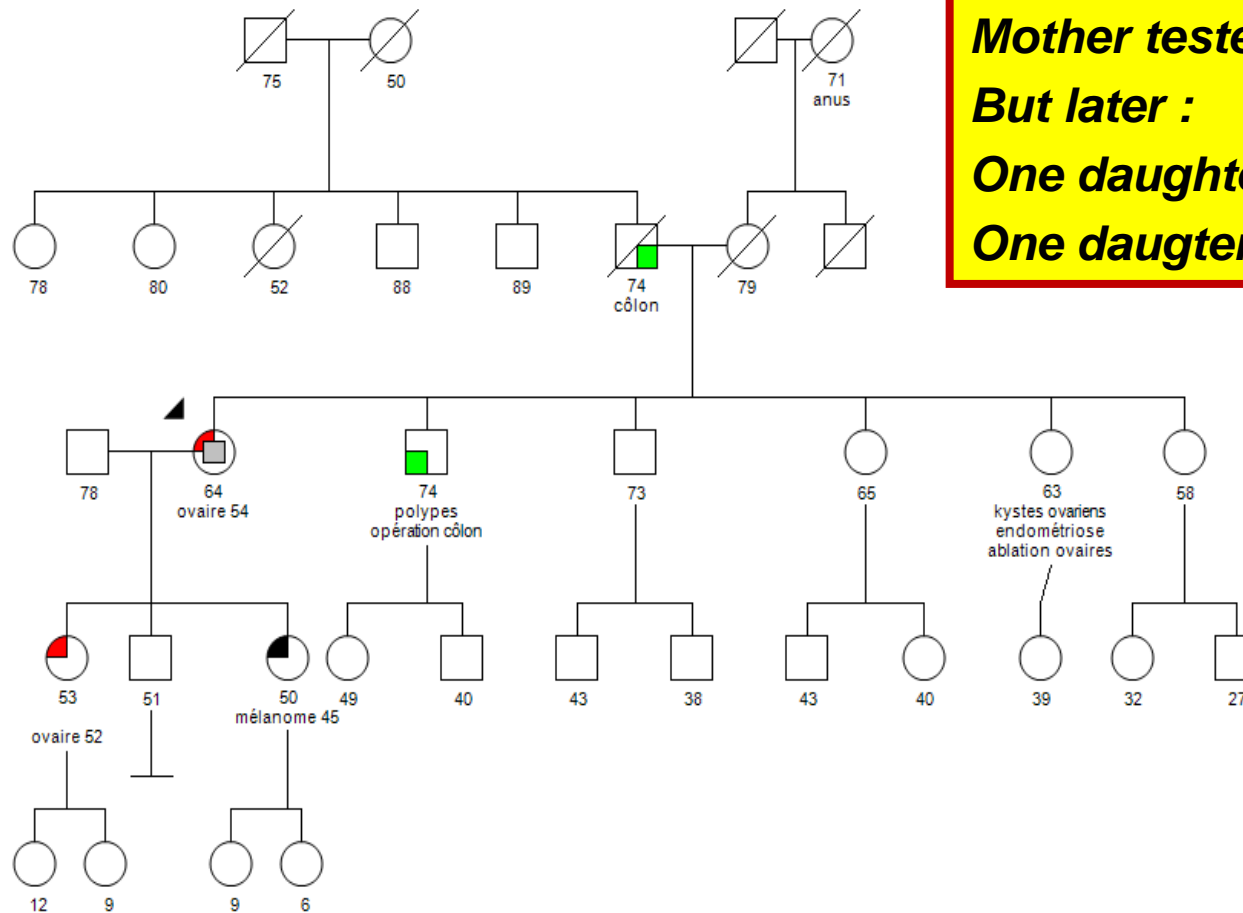 Mother teste
But later :
One daughte
One daugter
75 50
71
anus
78 80 52 88 89 74 79
côlon
78 64 74 73 65 63 58
ovaire 54
polypes
opération côlon
kystes ovariens
endométriose
ablation ovaires
53 51 50 49 40 43 38 43 40 39 32 27
mélanome 45
ovaire 52
12 9 9 6